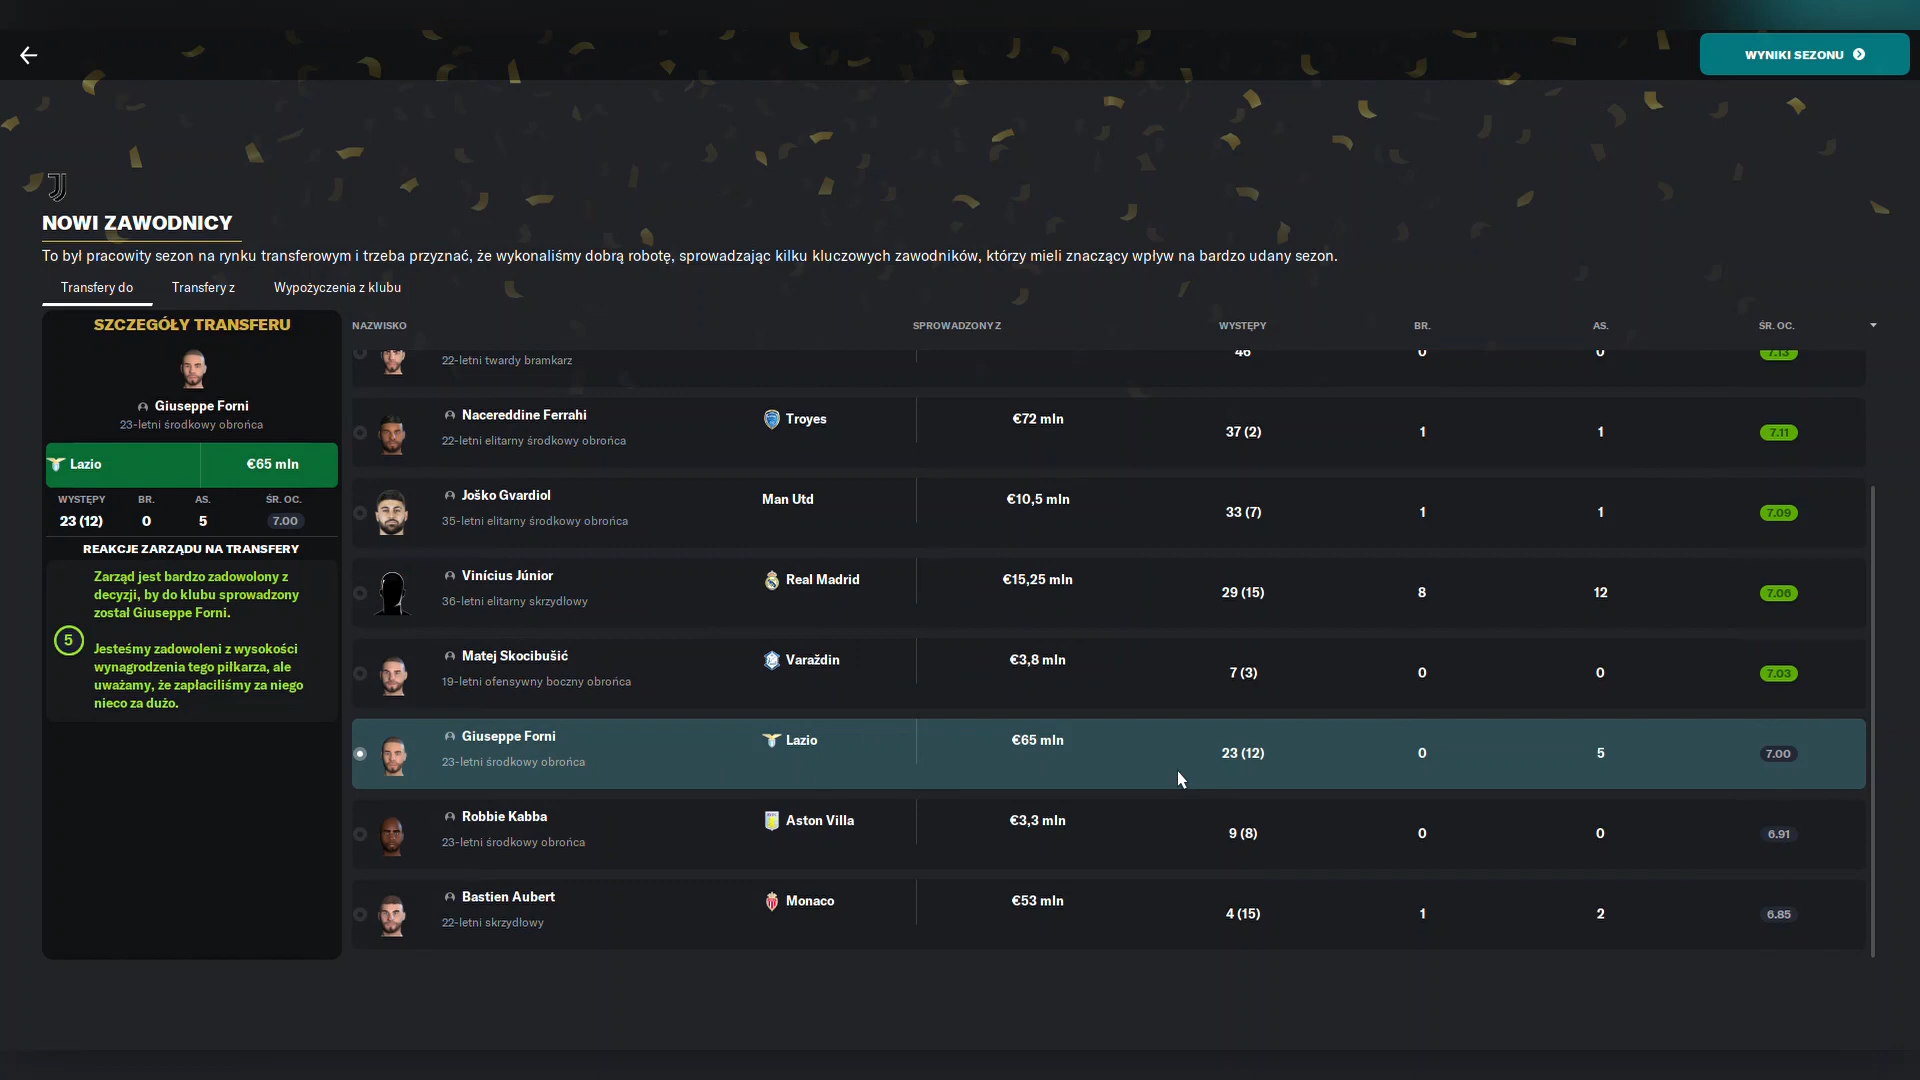 WYNIKI SEZONU
NOWI ZAWODNICY
To był pracowity sezon na rynku transferowym i trzeba przyznać, że wykonaliśmy dobrą robotę, sprowadzając kilku kluczowych zawodników, którzy mieli znaczący wpływ na bardzo udany sezon.
Transfery do Transfery z Wypożyczenia z klubu
SZCZEGÓŁY TRANSFERU
Giuseppe Forni
23-letni środkowy obrońca
Lazio €65 mln
WYSTĘPY BR. AS. ŚR. OC.
23 (12) 0 5 7.00
REAKCJE ZARZĄDU NA TRANSFERY
5
Zarząd jest bardzo zadowolony z
decyzji, by do klubu sprowadzony
został Giuseppe Forni.
Jesteśmy zadowoleni z wysokości
wynagrodzenia tego piłkarza, ale
uważamy, że zapłaciliśmy za niego
nieco za dużo.
NAZWISKO SPROWADZONY Z WYSTĘPY BR. AS. ŚR. OC.
22-letni twardy bramkarz 46 0 0 7.13
Nacereddine Ferrahi Troyes €72 mln 37 (2) 1 1 7.11
22-letni elitarny środkowy obrońca
Joško Gvardiol Man Utd €10,5 mln 33 (7) 1 1 7.09
35-letni elitarny środkowy obrońca
Vinícius Júnior Real Madrid €15,25 mln 29 (15) 8 12 7.06
36-letni elitarny skrzydłowy
Matej Skocibušić Varaždin €3,8 mln 7 (3) 0 0 7.03
19-letni ofensywny boczny obrońca
Giuseppe Forni Lazio €65 mln 23 (12) 0 5 7.00
23-letni środkowy obrońca
Robbie Kabba Aston Villa €3,3 mln 9 (8) 0 0 6.91
23-letni środkowy obrońca
Bastien Aubert Monaco €53 mln 4 (15) 1 2 6.85
22-letni skrzydłowy